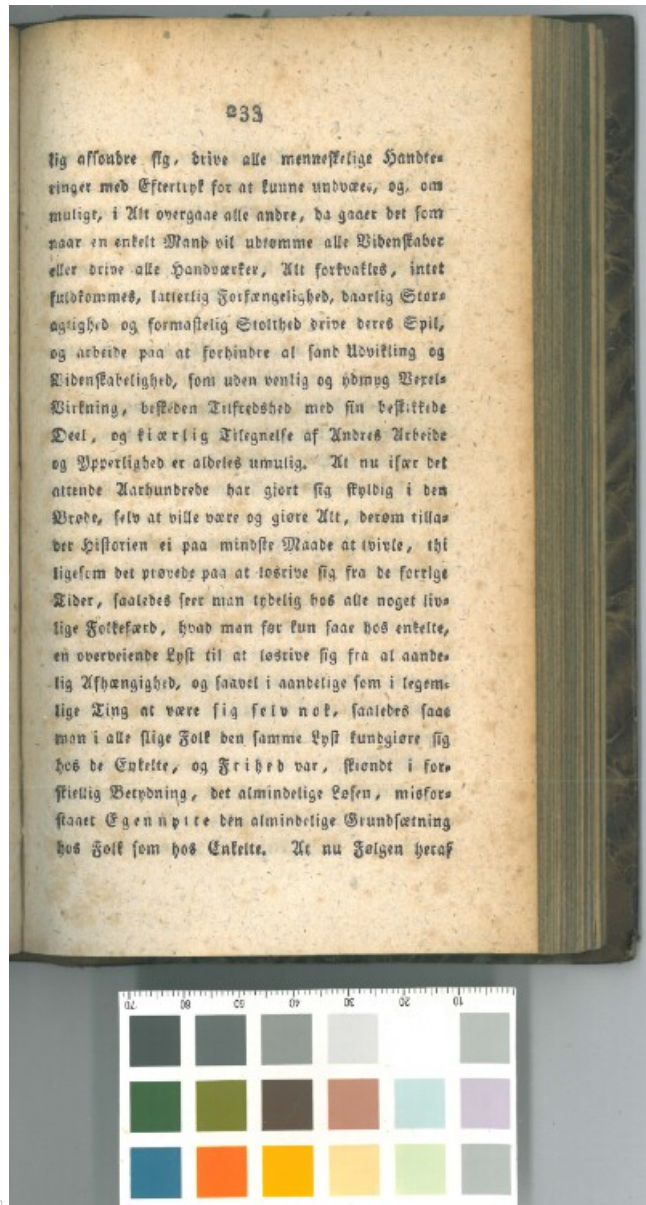 233
lig affondre sig, drive alle menneskelige Handte-
ringer med Eftertryk for at kunne undvære, og, om
muligt, i Alt overgaae alle andre, da gaaer det som
naar en enkelt Mand vil udtømme alle Videnskaber
eller drive alle Handværker, Alt forkvakles, intet
fuldkommes, latterlig Forfængelighed, daarlig Stor-
agtighed og formastelig Stolthed drive deres Spil,
og arbeide paa at forhindre al sand Udvikling og
Videnskabelighed, som uden venlig og ydmyg Vexel-
Virkning, beskeden Tilfredshed med sin beskikkede
Deel, og kiærlig Tilegnelse af Andres Arbeide
og Ypperlighed er aldeles umulig. At nu især det
attende Aarhundrede har giort sig skyldig i den
Brøde, selv at ville være og giøre Alt, derom tilla-
der Historien ei paa mindste Maade at tvivle, thi
ligesom det prøvede paa at løsrive sig fra de forrige
Tider, saaledes seer man tydelig hos alle noget liv-
lige Folkefærd, hvad man før kun saae hos enkelte,
en overveiende Lyst til at løsrive sig fra al aande-
lig Afhængighed, og saavel i aandelige som i legem-
lige Ting at være sig selv nok, saaledes saae
man i alle slige Folk den samme Lyst kundgiøre sig
hos de Enkelte, og Frihed var, skiøndt i for-
skiellig Betydning, det almindelige Løsen, misfor-
staaet Egennytte den almindelige Grundsætning
hos Folk som hos Enkelte. At nu Følgen heraf
70 60 50 40 30 20 10